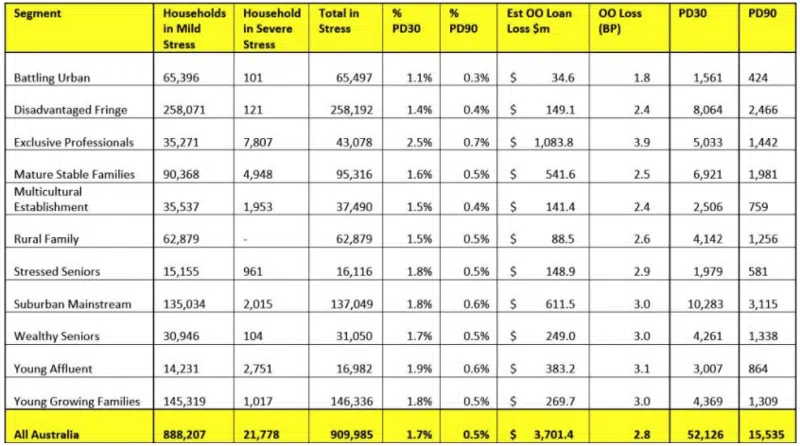 Segment Households in Mild Stress Household In Severe Stress Total in Stress % PD30 % PD90 Est OO Loan Loss $m OO Loss (BP) PD30 PD90
Battling Urban 65,396 101 65,497 1.1% 0.3% $ 34.6 1.8 1,561 424
Disadvantaged Fringe 258,071 121 258,192 1.4% 0.4% $ 149.1 2.4 8,064 2,466
Exclusive Professionals 35,271 7,807 43,078 2.5% 0.7% $ 1,083.8 3.9 5,033 1,442
Mature Stable Families 90,368 4,948 95,316 1.6% 0.5% $ 541.6 2.5 6,921 1,981
Multicultural Establishment 35,537 1,953 37,490 1.5% 0.4% $ 141.4 2.4 2,506 759
Rural Family 62,879 - 62,879 1.5% 0.5% $ 88.5 2.6 4,142 1,256
Stressed Seniors 15,155 961 16,116 1.8% 0.5% $ 148.9 2.9 1,979 581
Suburban Mainstream 135,034 2,015 137,049 1.8% 0.6% $ 611.5 3.0 10,283 3,115
Wealthy Seniors 30,946 104 31,050 1.7% 0.5% $ 249.0 3.0 4,261 1,338
Young Affluent 14,231 2,751 16,982 1.9% 0.6% $ 383.2 3.1 3,007 864
Young Growing Families 145,319 1,017 146,336 1.8% 0.5% $ 269.7 3.0 4,369 1,309
All Australia 888,207 21,778 909,985 1.7% 0.5% $ 3,701.4 2.8 52,126 15,535